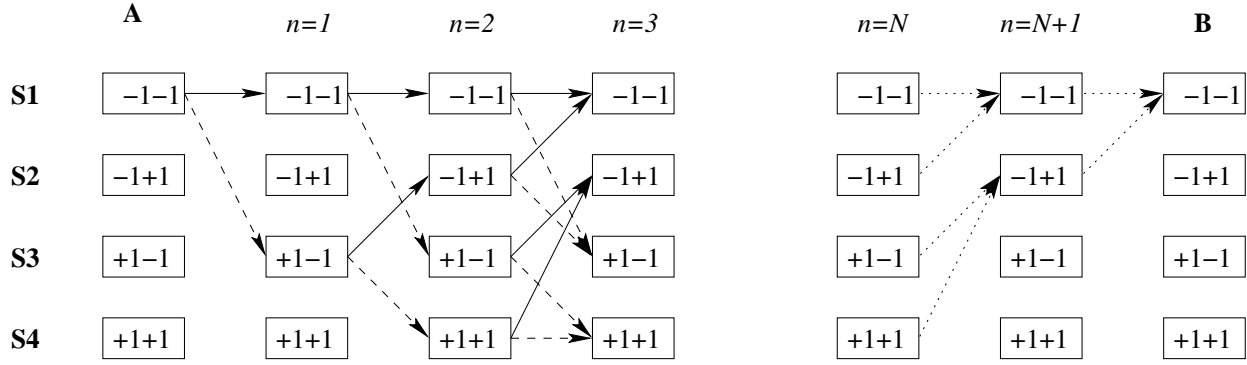 A n=1 n=2 n=3 n=N n=N+1 B
S1 −1−1 −1−1 −1−1 −1−1 −1−1 −1−1 −1−1
S2 −1+1 −1+1 −1+1 −1+1 −1+1 −1+1 −1+1
S3 +1−1 +1−1 +1−1 +1−1 +1−1 +1−1 +1−1
S4 +1+1 +1+1 +1+1 +1+1 +1+1 +1+1 +1+1